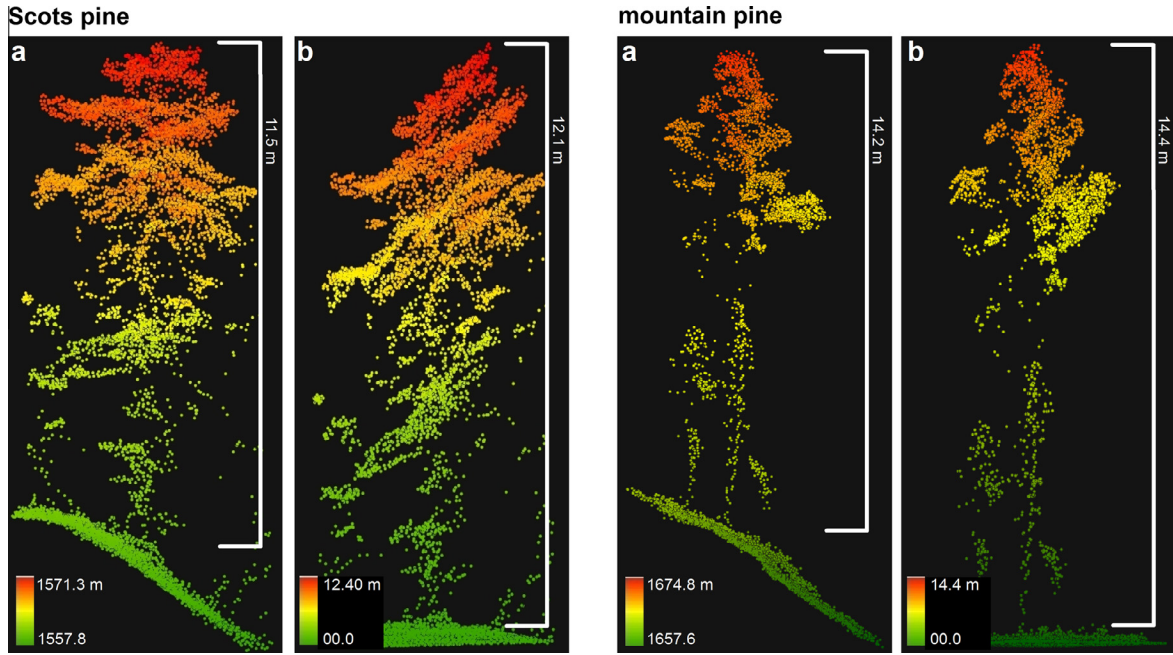 Scots pine
a
11.5 m
1571.3 m
1557.8
b
12.1 m
12.40 m
00.0
mountain pine
a
14.2 m
1674.8 m
1657.6
b
14.4 m
14.4 m
00.0